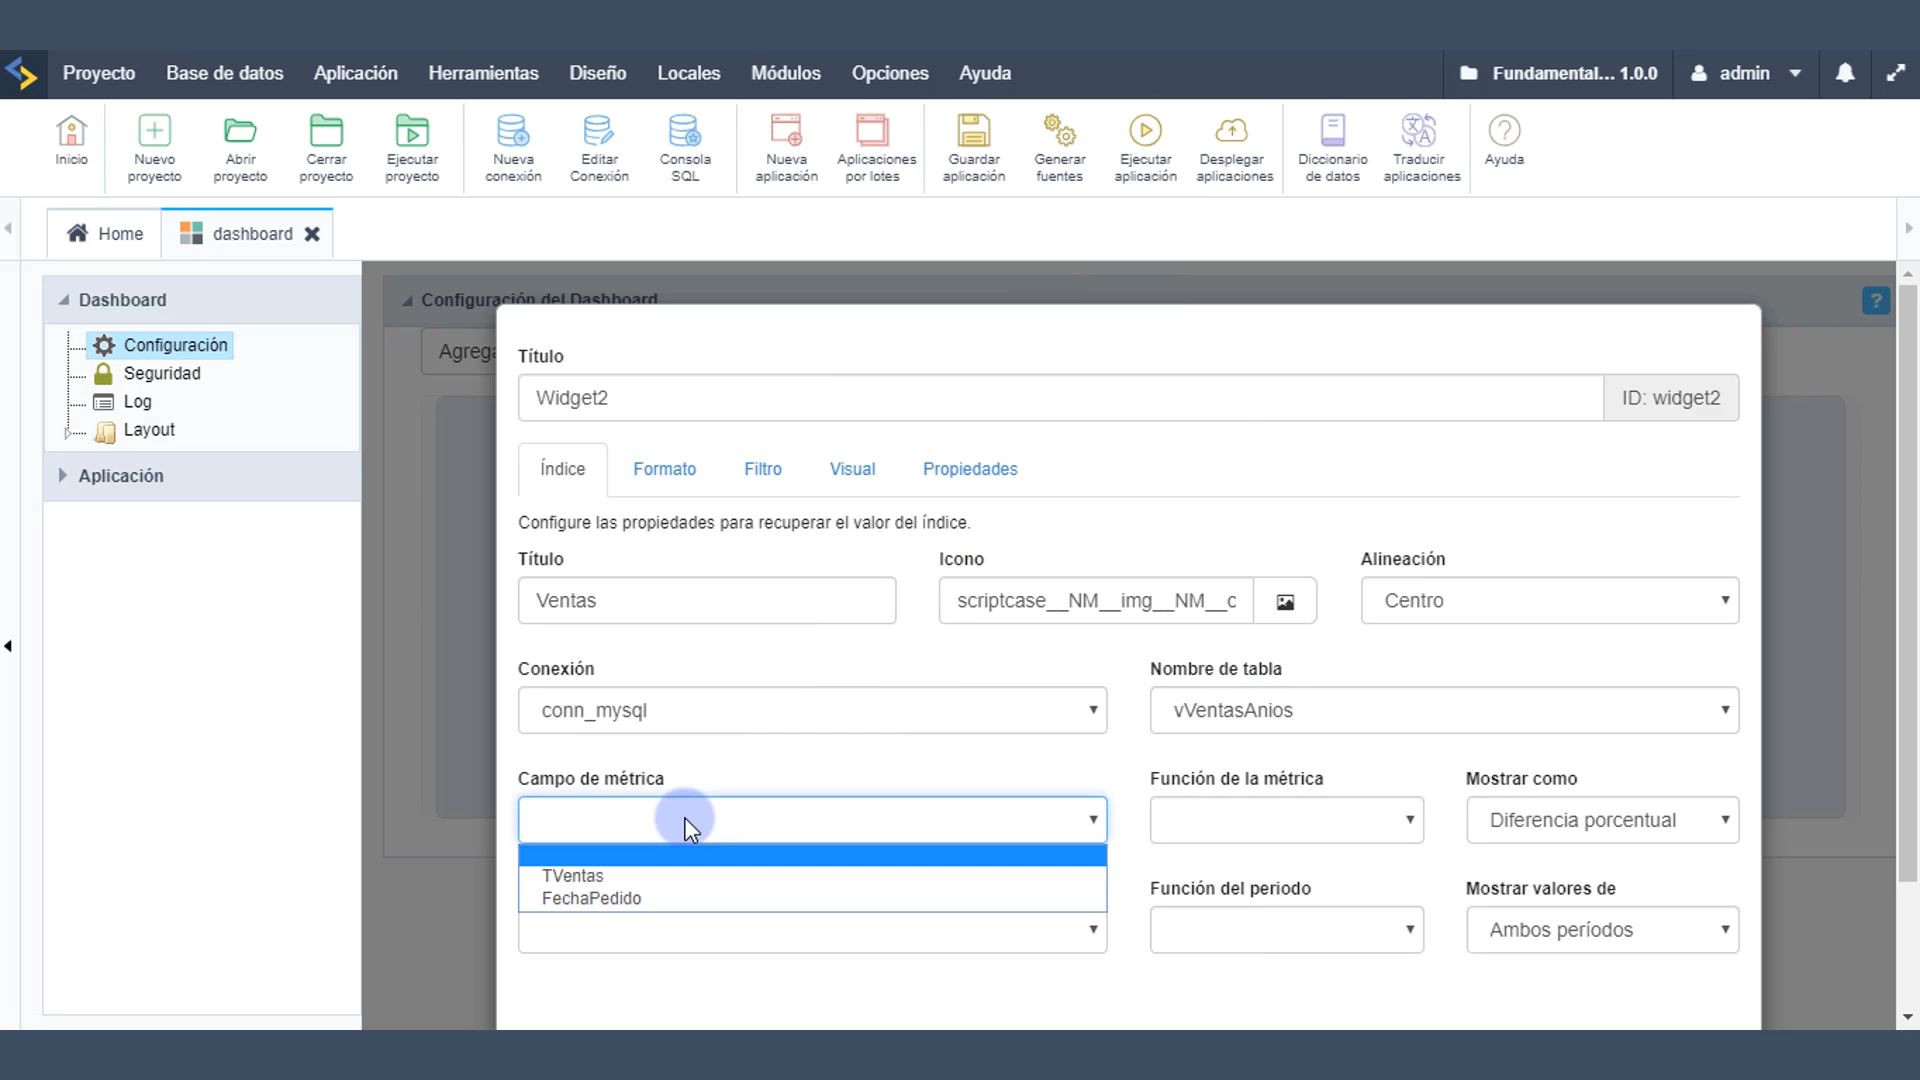 Proyecto Base de datos Aplicación Herramientas Diseño Locales Módulos Opciones Ayuda Fundamental... 1.0.0 admin
Inicio
Nuevo proyecto
Abrir proyecto
Cerrar proyecto
Ejecutar proyecto
Nueva conexión
Editar Conexión
Consola SQL
Nueva aplicación
Aplicaciones por lotes
Guardar aplicación
Generar fuentes
Ejecutar aplicación
Desplegar aplicaciones
Diccionario de datos
Traducir aplicaciones
Ayuda
Home dashboard
Dashboard
Configuración
Seguridad
Log
Layout
Aplicación
Configuración del Dashboard ?
Agrega
Título
Widget2 ID: widget2
Índice Formato Filtro Visual Propiedades
Configure las propiedades para recuperar el valor del índice.
Título Icono Alineación
Ventas scriptcase__NM__img__NM__c Centro
Conexión Nombre de tabla
conn_mysql vVentasAnios
Campo de métrica Función de la métrica Mostrar como
Diferencia porcentual
TVentas
FechaPedido
Función del periodo Mostrar valores de
Ambos períodos